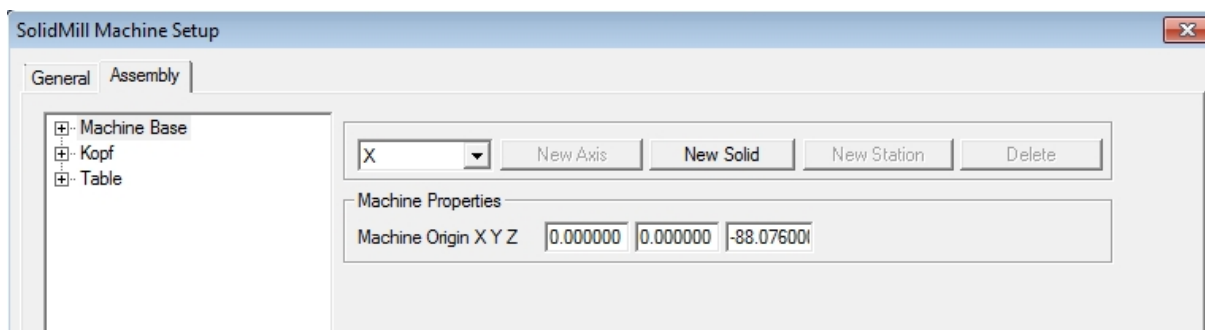 SolidMill Machine Setup
General Assembly
Machine Base
Kopf
Table
X New Axis New Solid New Station Delete
Machine Properties
Machine Origin X Y Z 0.000000 0.000000 -88.07600